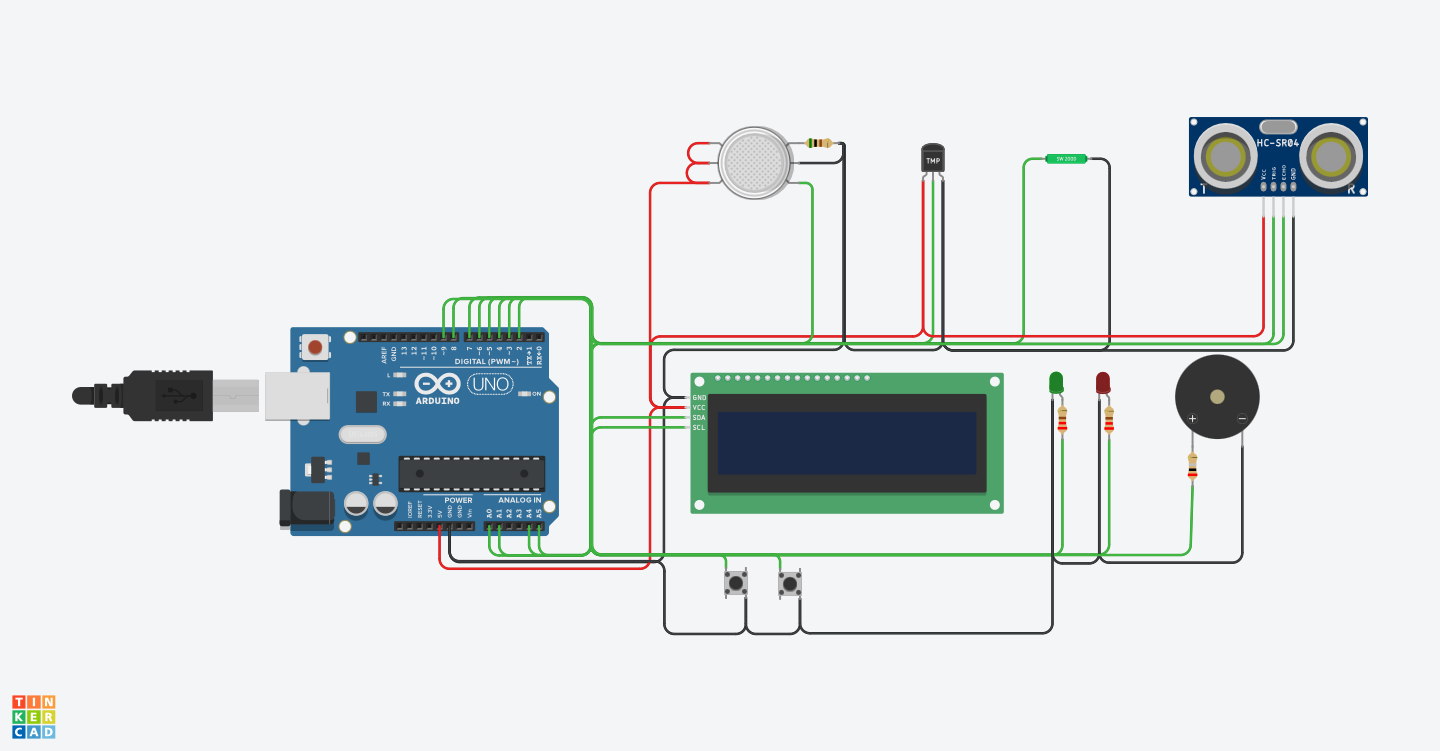 HC-SR04
VCC
TRIG
ECHO
GND
T
R
TMP
5W 200Ω
AREF
GND
13
12
~11
~10
~9
8
7
~6
~5
4
~3
2
TX→1
RX←0
DIGITAL (PWM~)
L
TX
RX
UNO
ON
ARDUINO
GND
VCC
SDA
SCL
POWER
ANALOG IN
IOREF
RESET
3.3V
5V
GND
GND
Vin
A0
A1
A2
A3
A4
A5
+
−
TIN
KER
CAD